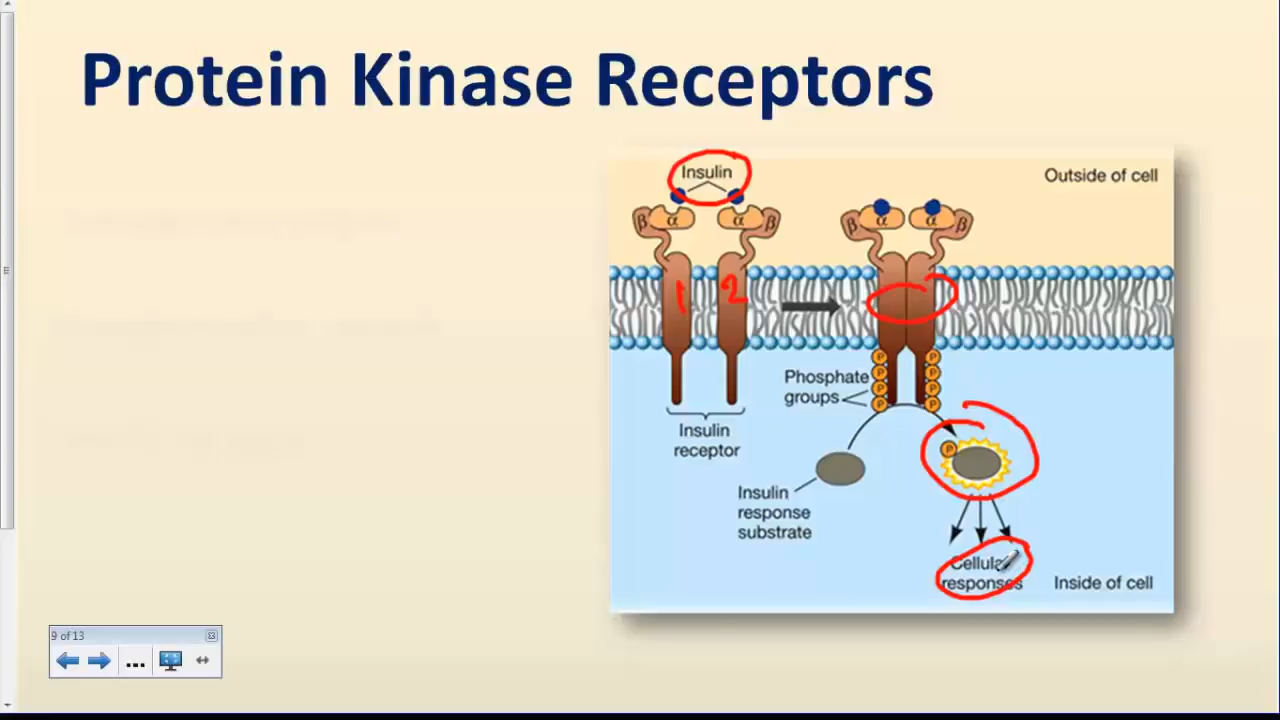 Protein Kinase Receptors
Insulin
Outside of cell
β α α β
β α α β
1 2
P P
P P
P P
P P
Phosphate
groups
Insulin
receptor
P
Insulin
response
substrate
Cellular
responses
Inside of cell
9 of 13
...